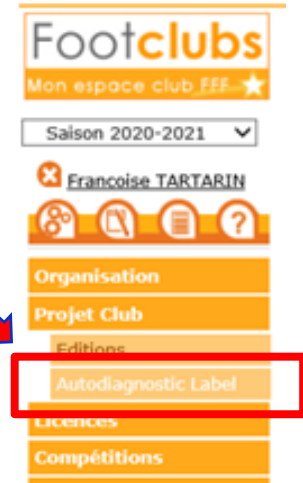 Footclubs
Mon espace club FFF
Saison 2020-2021
Francoise TARTARIN
?
Organisation
Projet Club
Editions
Autodiagnostic Label
Licences
Compétitions